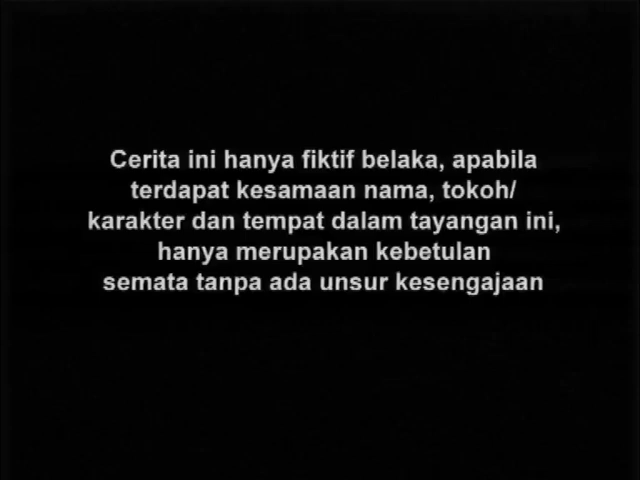 Cerita ini hanya fiktif belaka, apabila
terdapat kesamaan nama, tokoh/
karakter dan tempat dalam tayangan ini,
hanya merupakan kebetulan
semata tanpa ada unsur kesengajaan